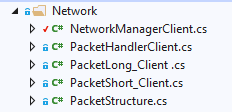 Network
C# NetworkManagerClient.cs
C# PacketHandlerClient.cs
C# PacketLong_Client .cs
C# PacketShort_Client.cs
C# PacketStructure.cs